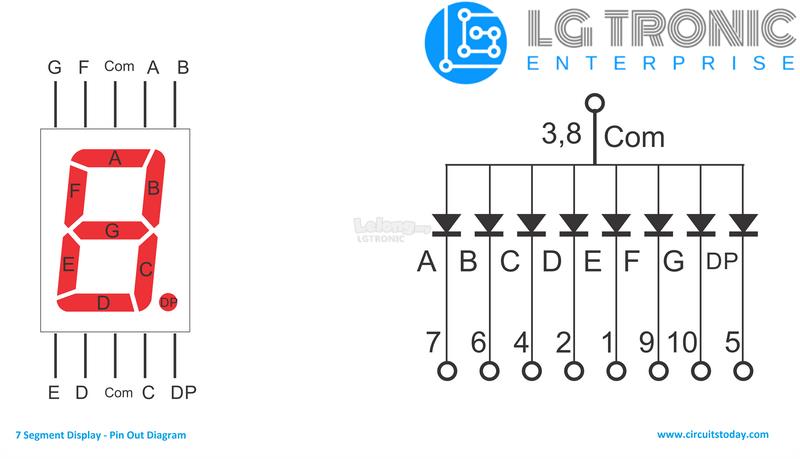 LG TRONIC
ENTERPRISE
G F Com A B
3,8 Com
A
F B
G
E C
D DP
Lelong.my
LGTRONIC
A B C D E F G DP
7 6 4 2 1 9 10 5
E D Com C DP
7 Segment Display - Pin Out Diagram
www.circuitstoday.com